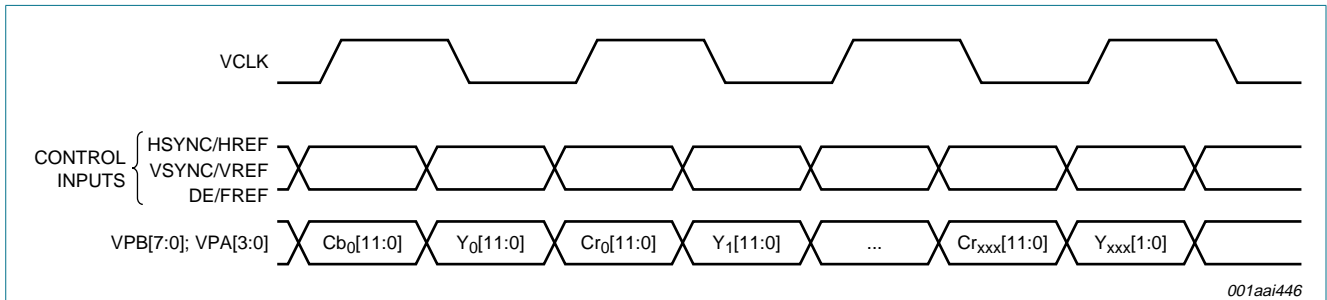 VCLK
CONTROL INPUTS
HSYNC/HREF
VSYNC/VREF
DE/FREF
VPB[7:0]; VPA[3:0] Cb0[11:0] Y0[11:0] Cr0[11:0] Y1[11:0] ... Crxxx[11:0] Yxxx[1:0]
001aai446